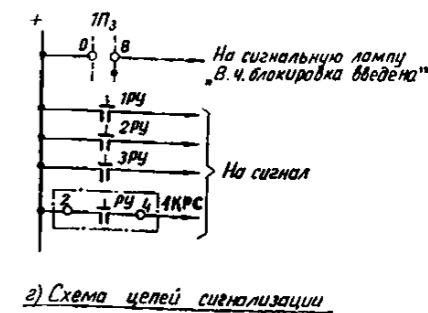 + 1П3
0 В
На сигнальную лампу
„В.ч. блокировка введена"
1РУ
2РУ
3РУ
На сигнал
2 РУ 4 1КРС
г) Схема цепей сигнализации